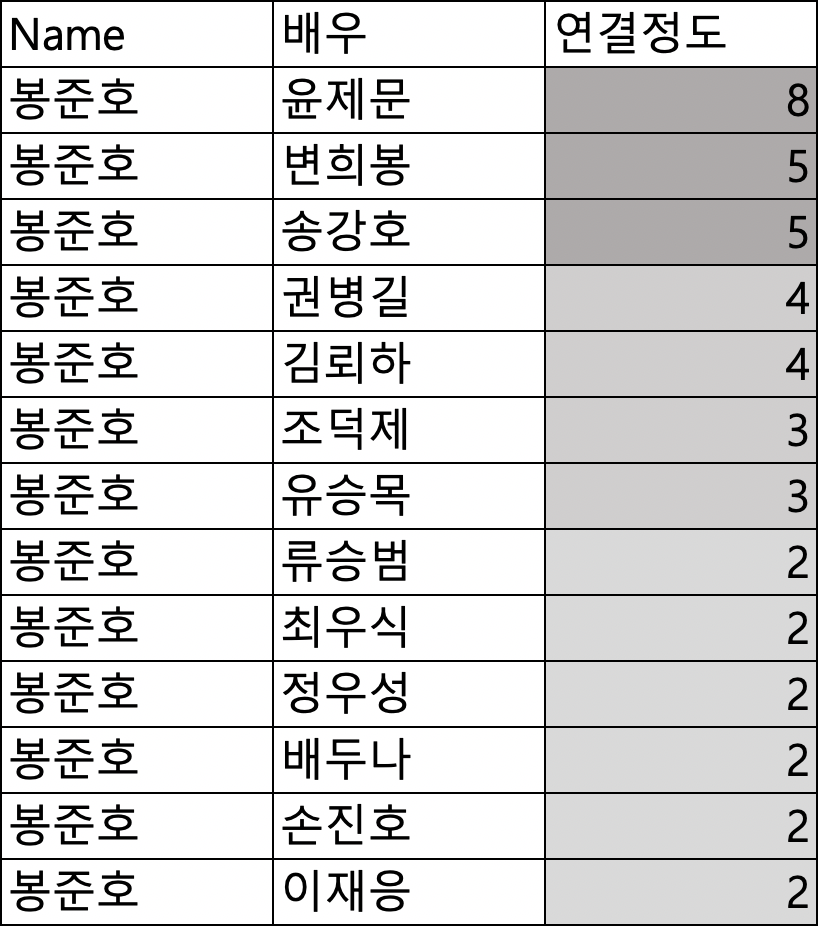 Name 배우 연결정도
봉준호 윤제문 8
봉준호 변희봉 5
봉준호 송강호 5
봉준호 권병길 4
봉준호 김뢰하 4
봉준호 조덕제 3
봉준호 유승목 3
봉준호 류승범 2
봉준호 최우식 2
봉준호 정우성 2
봉준호 배두나 2
봉준호 손진호 2
봉준호 이재응 2